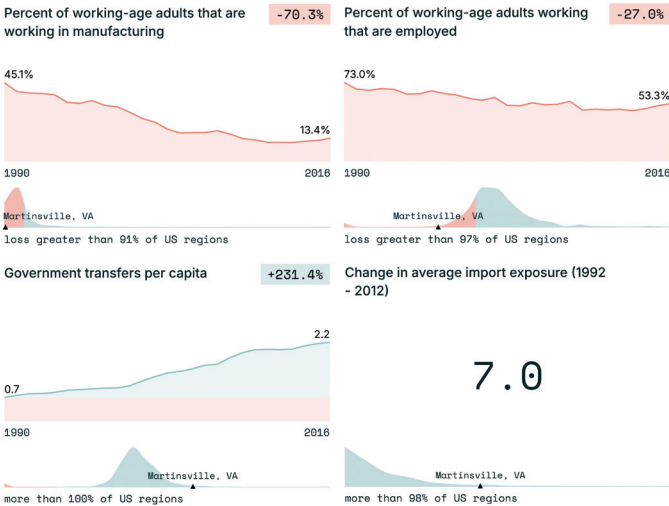 Percent of working-age adults that are
working in manufacturing
-70.3%
45.1%
13.4%
1990
2016
Martinsville, VA
loss greater than 91% of US regions
Percent of working-age adults working
that are employed
-27.0%
73.0%
53.3%
1990
2016
Martinsville, VA
loss greater than 97% of US regions
Government transfers per capita
+231.4%
0.7
2.2
1990
2016
Martinsville, VA
more than 100% of US regions
Change in average import exposure (1992
- 2012)
7.0
Martinsville, VA
more than 98% of US regions